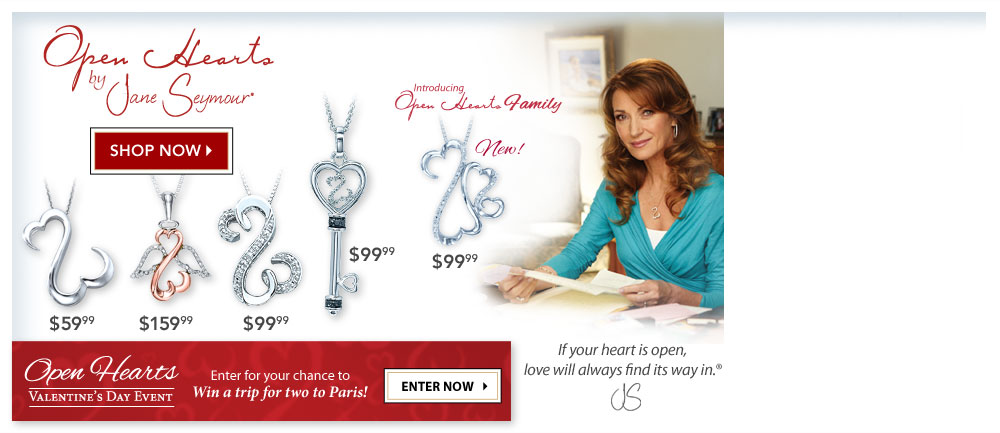 Open Hearts
by Jane Seymour®
SHOP NOW
Introducing
Open Hearts Family
New!
$59.99
$159.99
$99.99
$99.99
$99.99
Open Hearts
VALENTINE'S DAY EVENT
Enter for your chance to
Win a trip for two to Paris!
ENTER NOW
If your heart is open,
love will always find its way in.®
JS